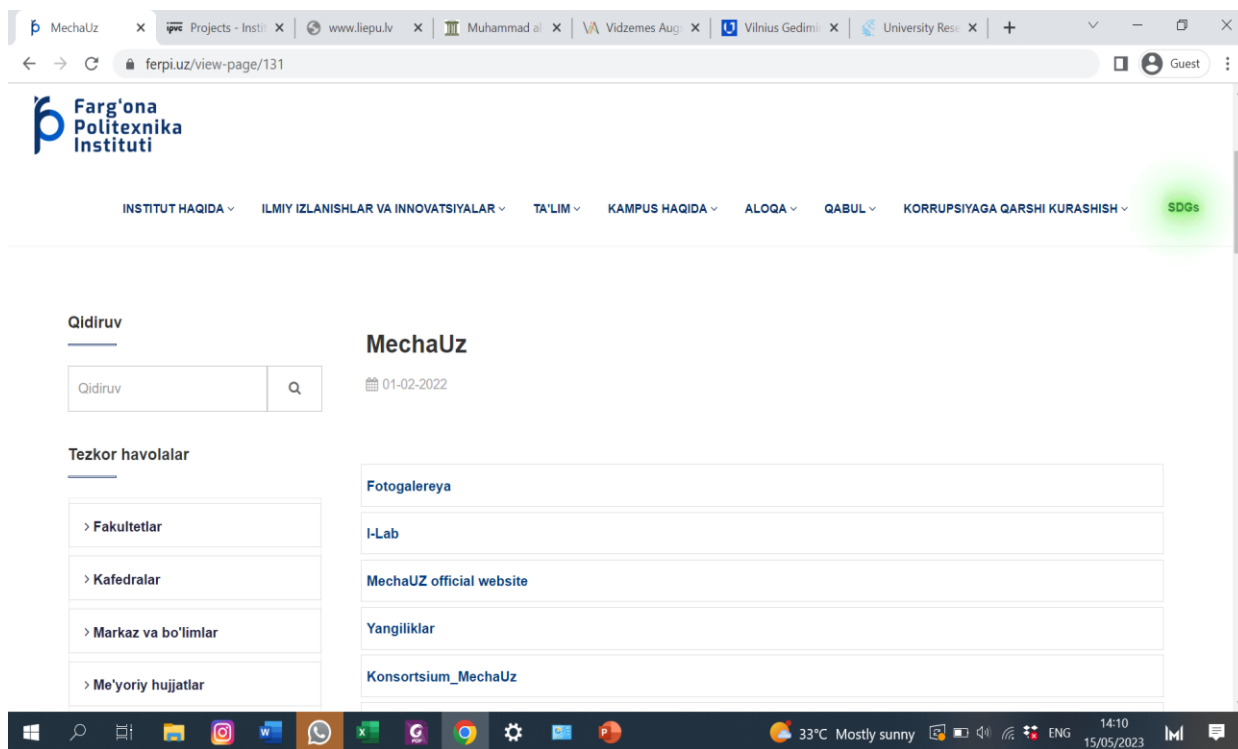 MechaUz
ipvc Projects - Insti
www.liepu.lv
Muhammad al
Vidzemes Aug
Vilnius Gedimi
University Rese
ferpi.uz/view-page/131
Guest
Farg'ona
Politexnika
Instituti
INSTITUT HAQIDA
ILMIY IZLANISHLAR VA INNOVATSIYALAR
TA'LIM
KAMPUS HAQIDA
ALOQA
QABUL
KORRUPSIYAGA QARSHI KURASHISH
SDGs
Qidiruv
Qidiruv
Tezkor havolalar
> Fakultetlar
> Kafedralar
> Markaz va bo'limlar
> Me'yoriy hujjatlar
MechaUz
01-02-2022
Fotogalereya
I-Lab
MechaUZ official website
Yangiliklar
Konsortsium_MechaUz
33°C Mostly sunny
ENG
14:10
15/05/2023